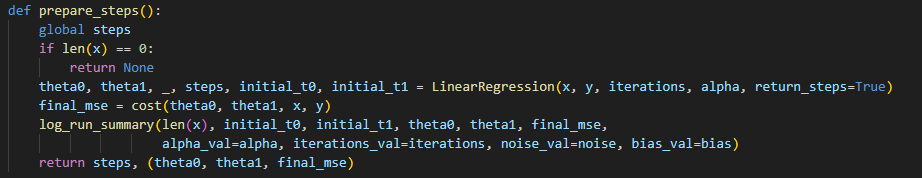 def prepare_steps():
    global steps
    if len(x) == 0:
        return None
    theta0, theta1, _, steps, initial_t0, initial_t1 = LinearRegression(x, y, iterations, alpha, return_steps=True)
    final_mse = cost(theta0, theta1, x, y)
    log_run_summary(len(x), initial_t0, initial_t1, theta0, theta1, final_mse,
                    alpha_val=alpha, iterations_val=iterations, noise_val=noise, bias_val=bias)
    return steps, (theta0, theta1, final_mse)